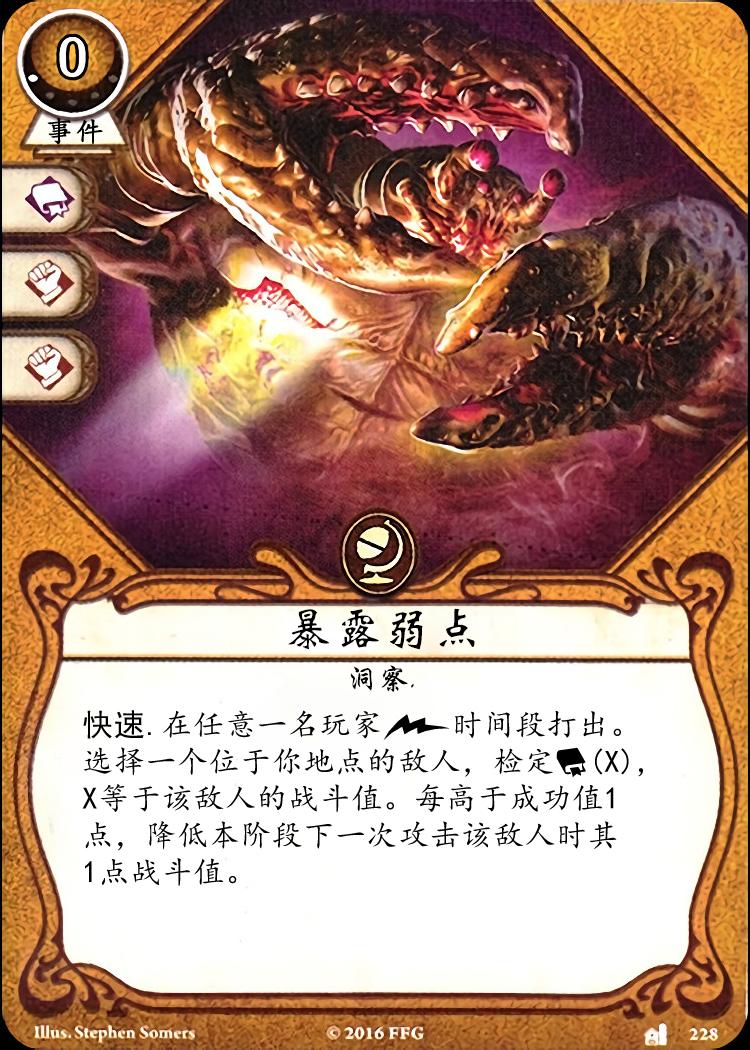 0
事件
暴露弱点
洞察.
快速. 在任意一名玩家时间段打出。
选择一个位于你地点的敌人，检定(X)，
X等于该敌人的战斗值。每高于成功值1
点，降低本阶段下一次攻击该敌人时其
1点战斗值。
Illus. Stephen Somers
© 2016 FFG
228